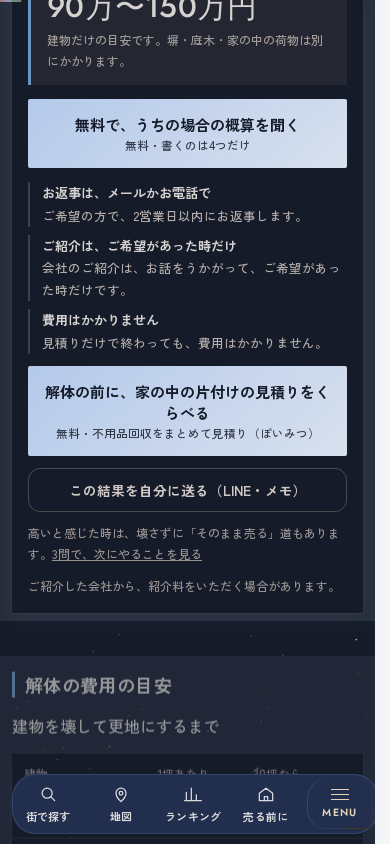 90万〜150万円
建物だけの目安です。塀・庭木・家の中の荷物は別
にかかります。
無料で、うちの場合の概算を聞く
無料・書くのは4つだけ
お返事は、メールかお電話で
ご希望の方で、2営業日以内にお返事します。
ご紹介は、ご希望があった時だけ
会社のご紹介は、お話をうかがって、ご希望があっ
た時だけです。
費用はかかりません
見積りだけで終わっても、費用はかかりません。
解体の前に、家の中の片付けの見積りをく
らべる
無料・不用品回収をまとめて見積り（ぽいみつ）
この結果を自分に送る（LINE・メモ）
高いと感じた時は、壊さずに「そのまま売る」道もありま
す。3問で、次にやることを見る
ご紹介した会社から、紹介料をいただく場合があります。
解体の費用の目安
建物を壊して更地にするまで
建物 1坪あたり 30坪なら
街で探す 地図 ランキング 売る前に MENU